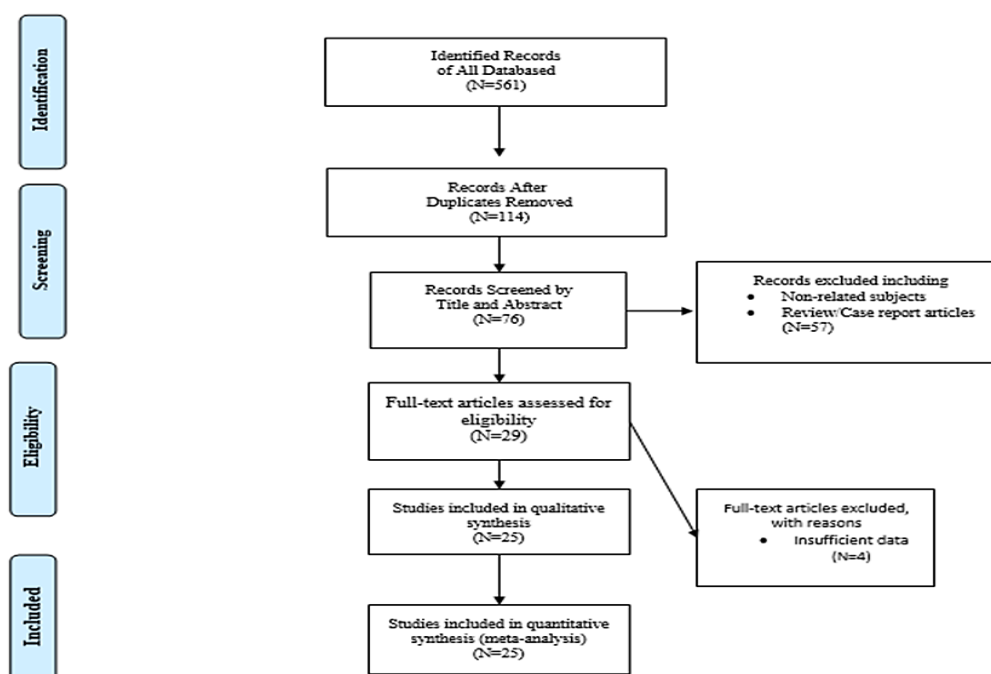 Identification
Identified Records
of All Databased
(N=561)
Screening
Records After
Duplicates Removed
(N=114)
Records Screened by
Title and Abstract
(N=76)
Records excluded including
• Non-related subjects
• Review/Case report articles
(N=57)
Eligibility
Full-text articles assessed for
eligibility
(N=29)
Studies included in qualitative
synthesis
(N=25)
Full-text articles excluded,
with reasons
• Insufficient data
(N=4)
Included
Studies included in quantitative
synthesis (meta-analysis)
(N=25)